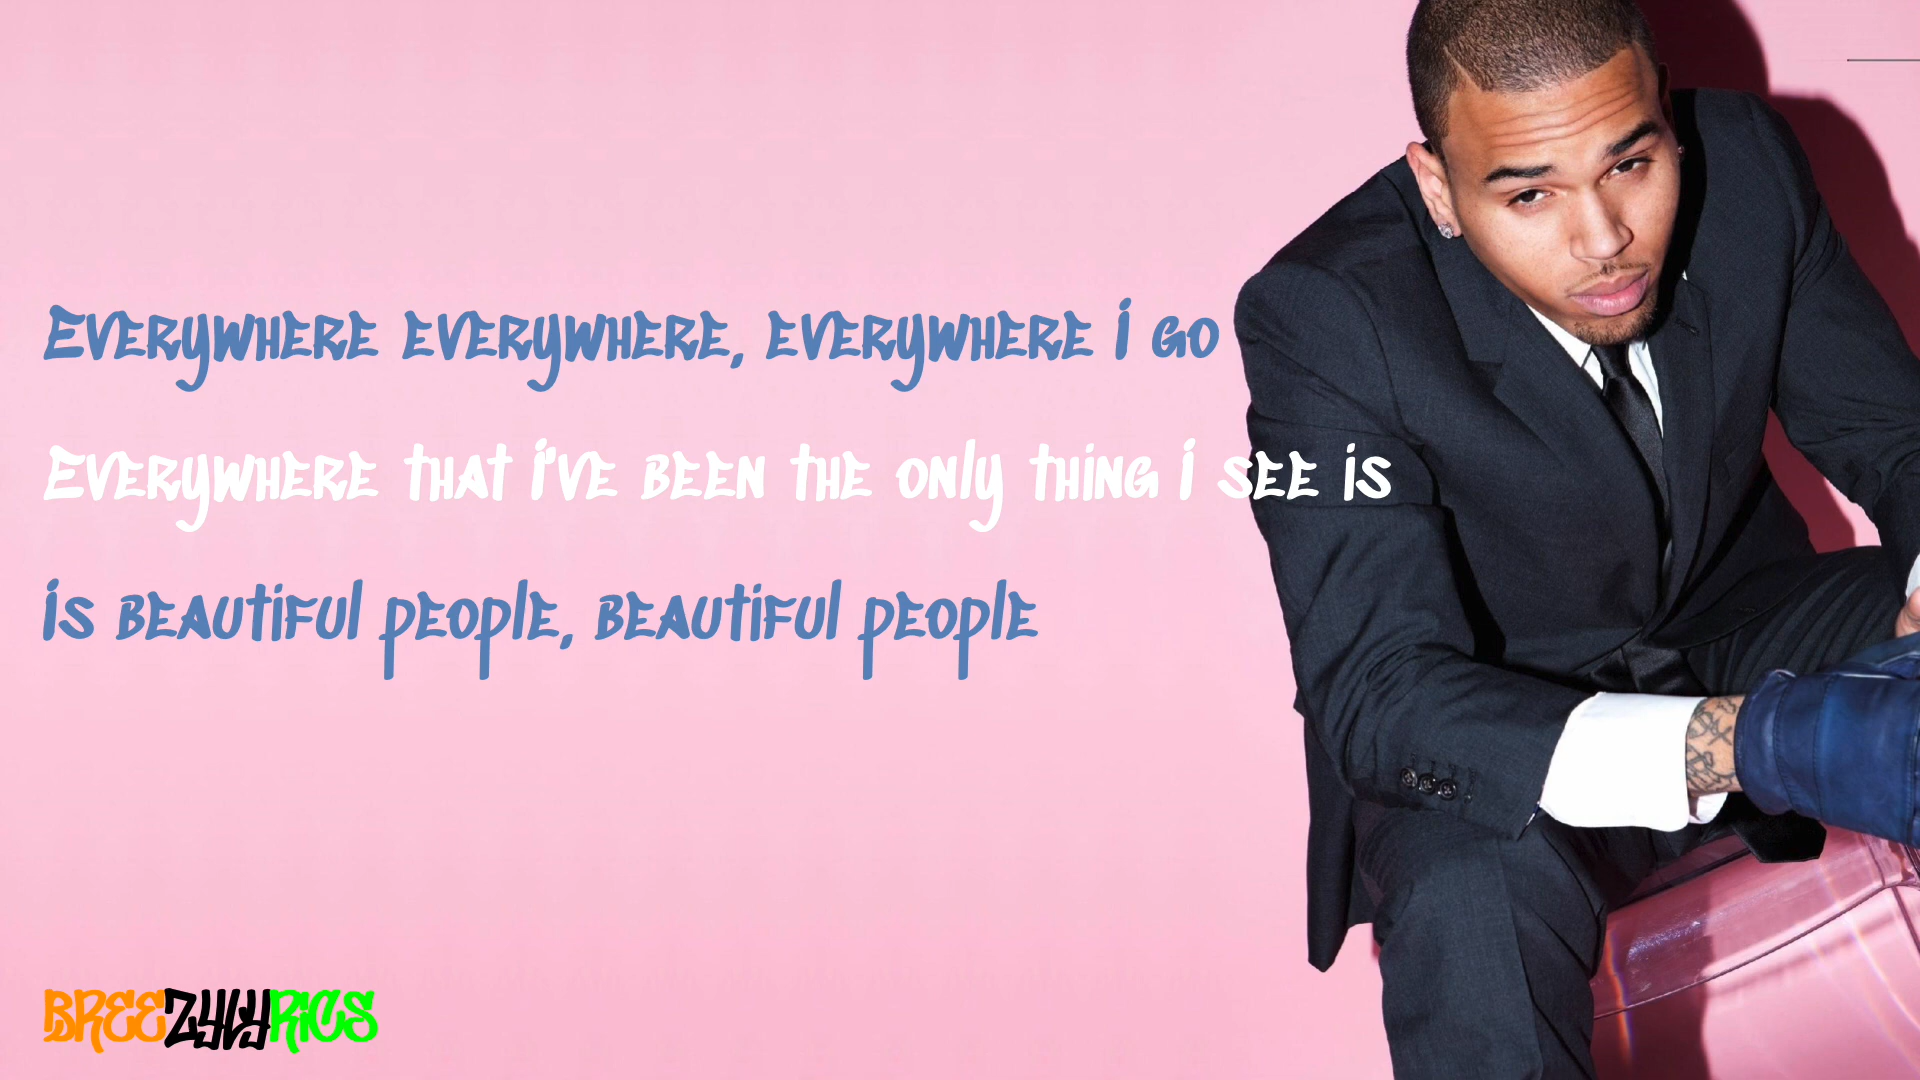 Everywhere everywhere, everywhere I go
Everywhere that I've been the only thing I see is
Is beautiful people, beautiful people
BREEZYLYRICS